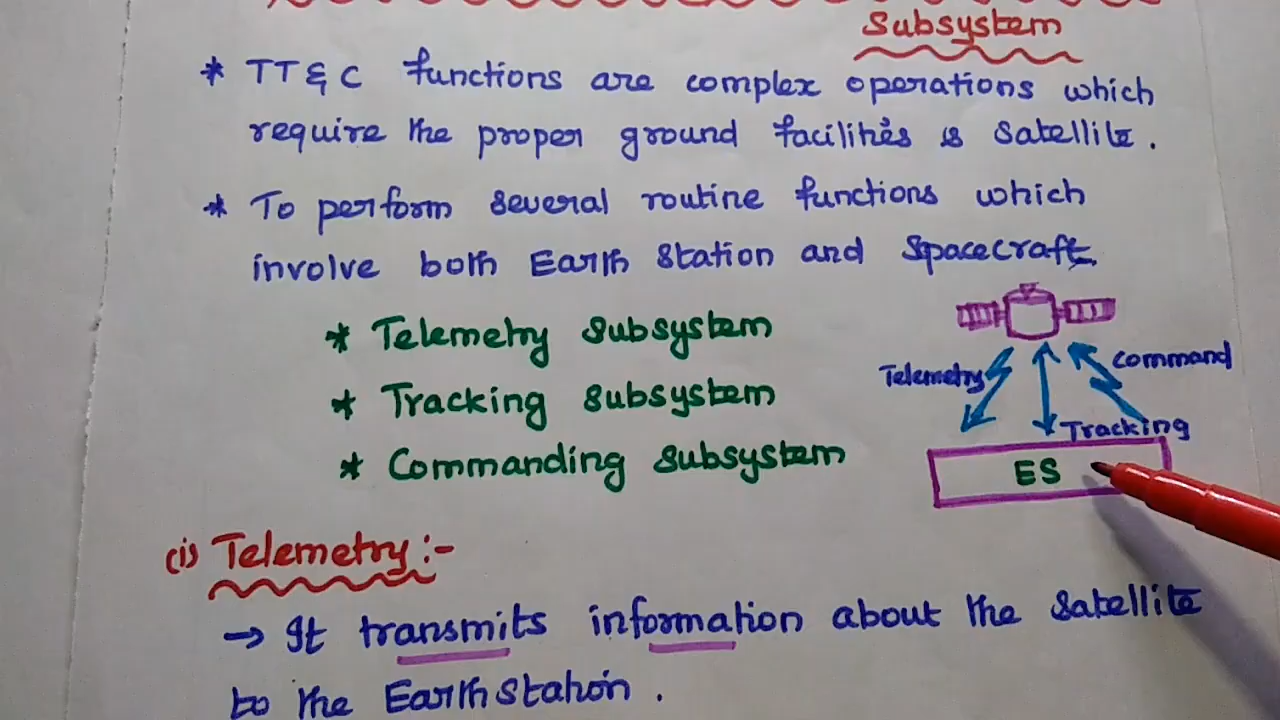 Subsystem
* TT & C functions are complex operations which
require the proper ground facilities is satellite.
* To perform several routine functions which
involve both Earth station and spacecraft
* Telemetry subsystem
* Tracking subsystem
* Commanding subsystem
Telemetry
Command
Tracking
ES
(i) Telemetry:-
→ It transmits information about the satellite
to the Earth Station.